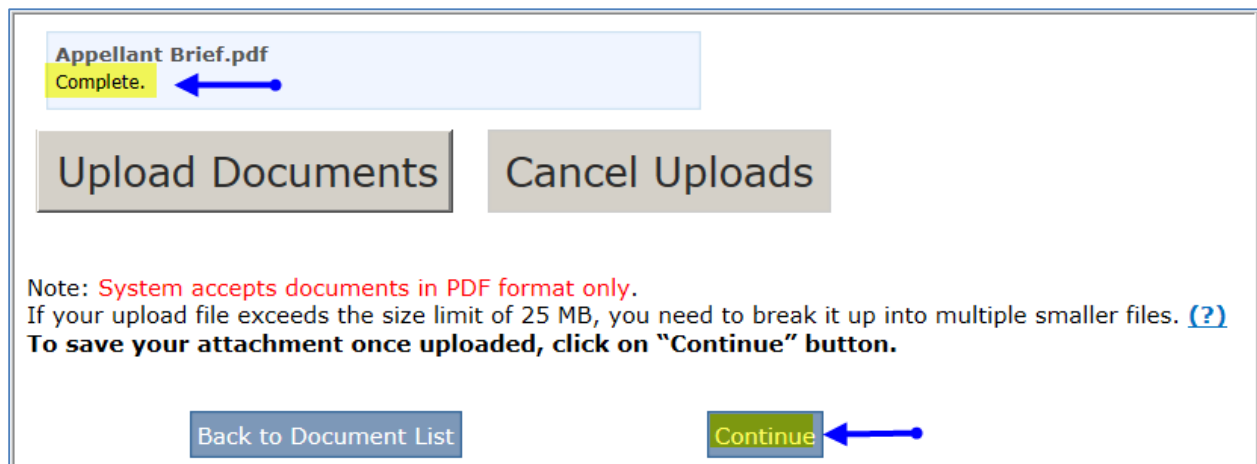 Appellant Brief.pdf
Complete.
Upload Documents Cancel Uploads
Note: System accepts documents in PDF format only.
If your upload file exceeds the size limit of 25 MB, you need to break it up into multiple smaller files. (?)
To save your attachment once uploaded, click on “Continue” button.
Back to Document List Continue